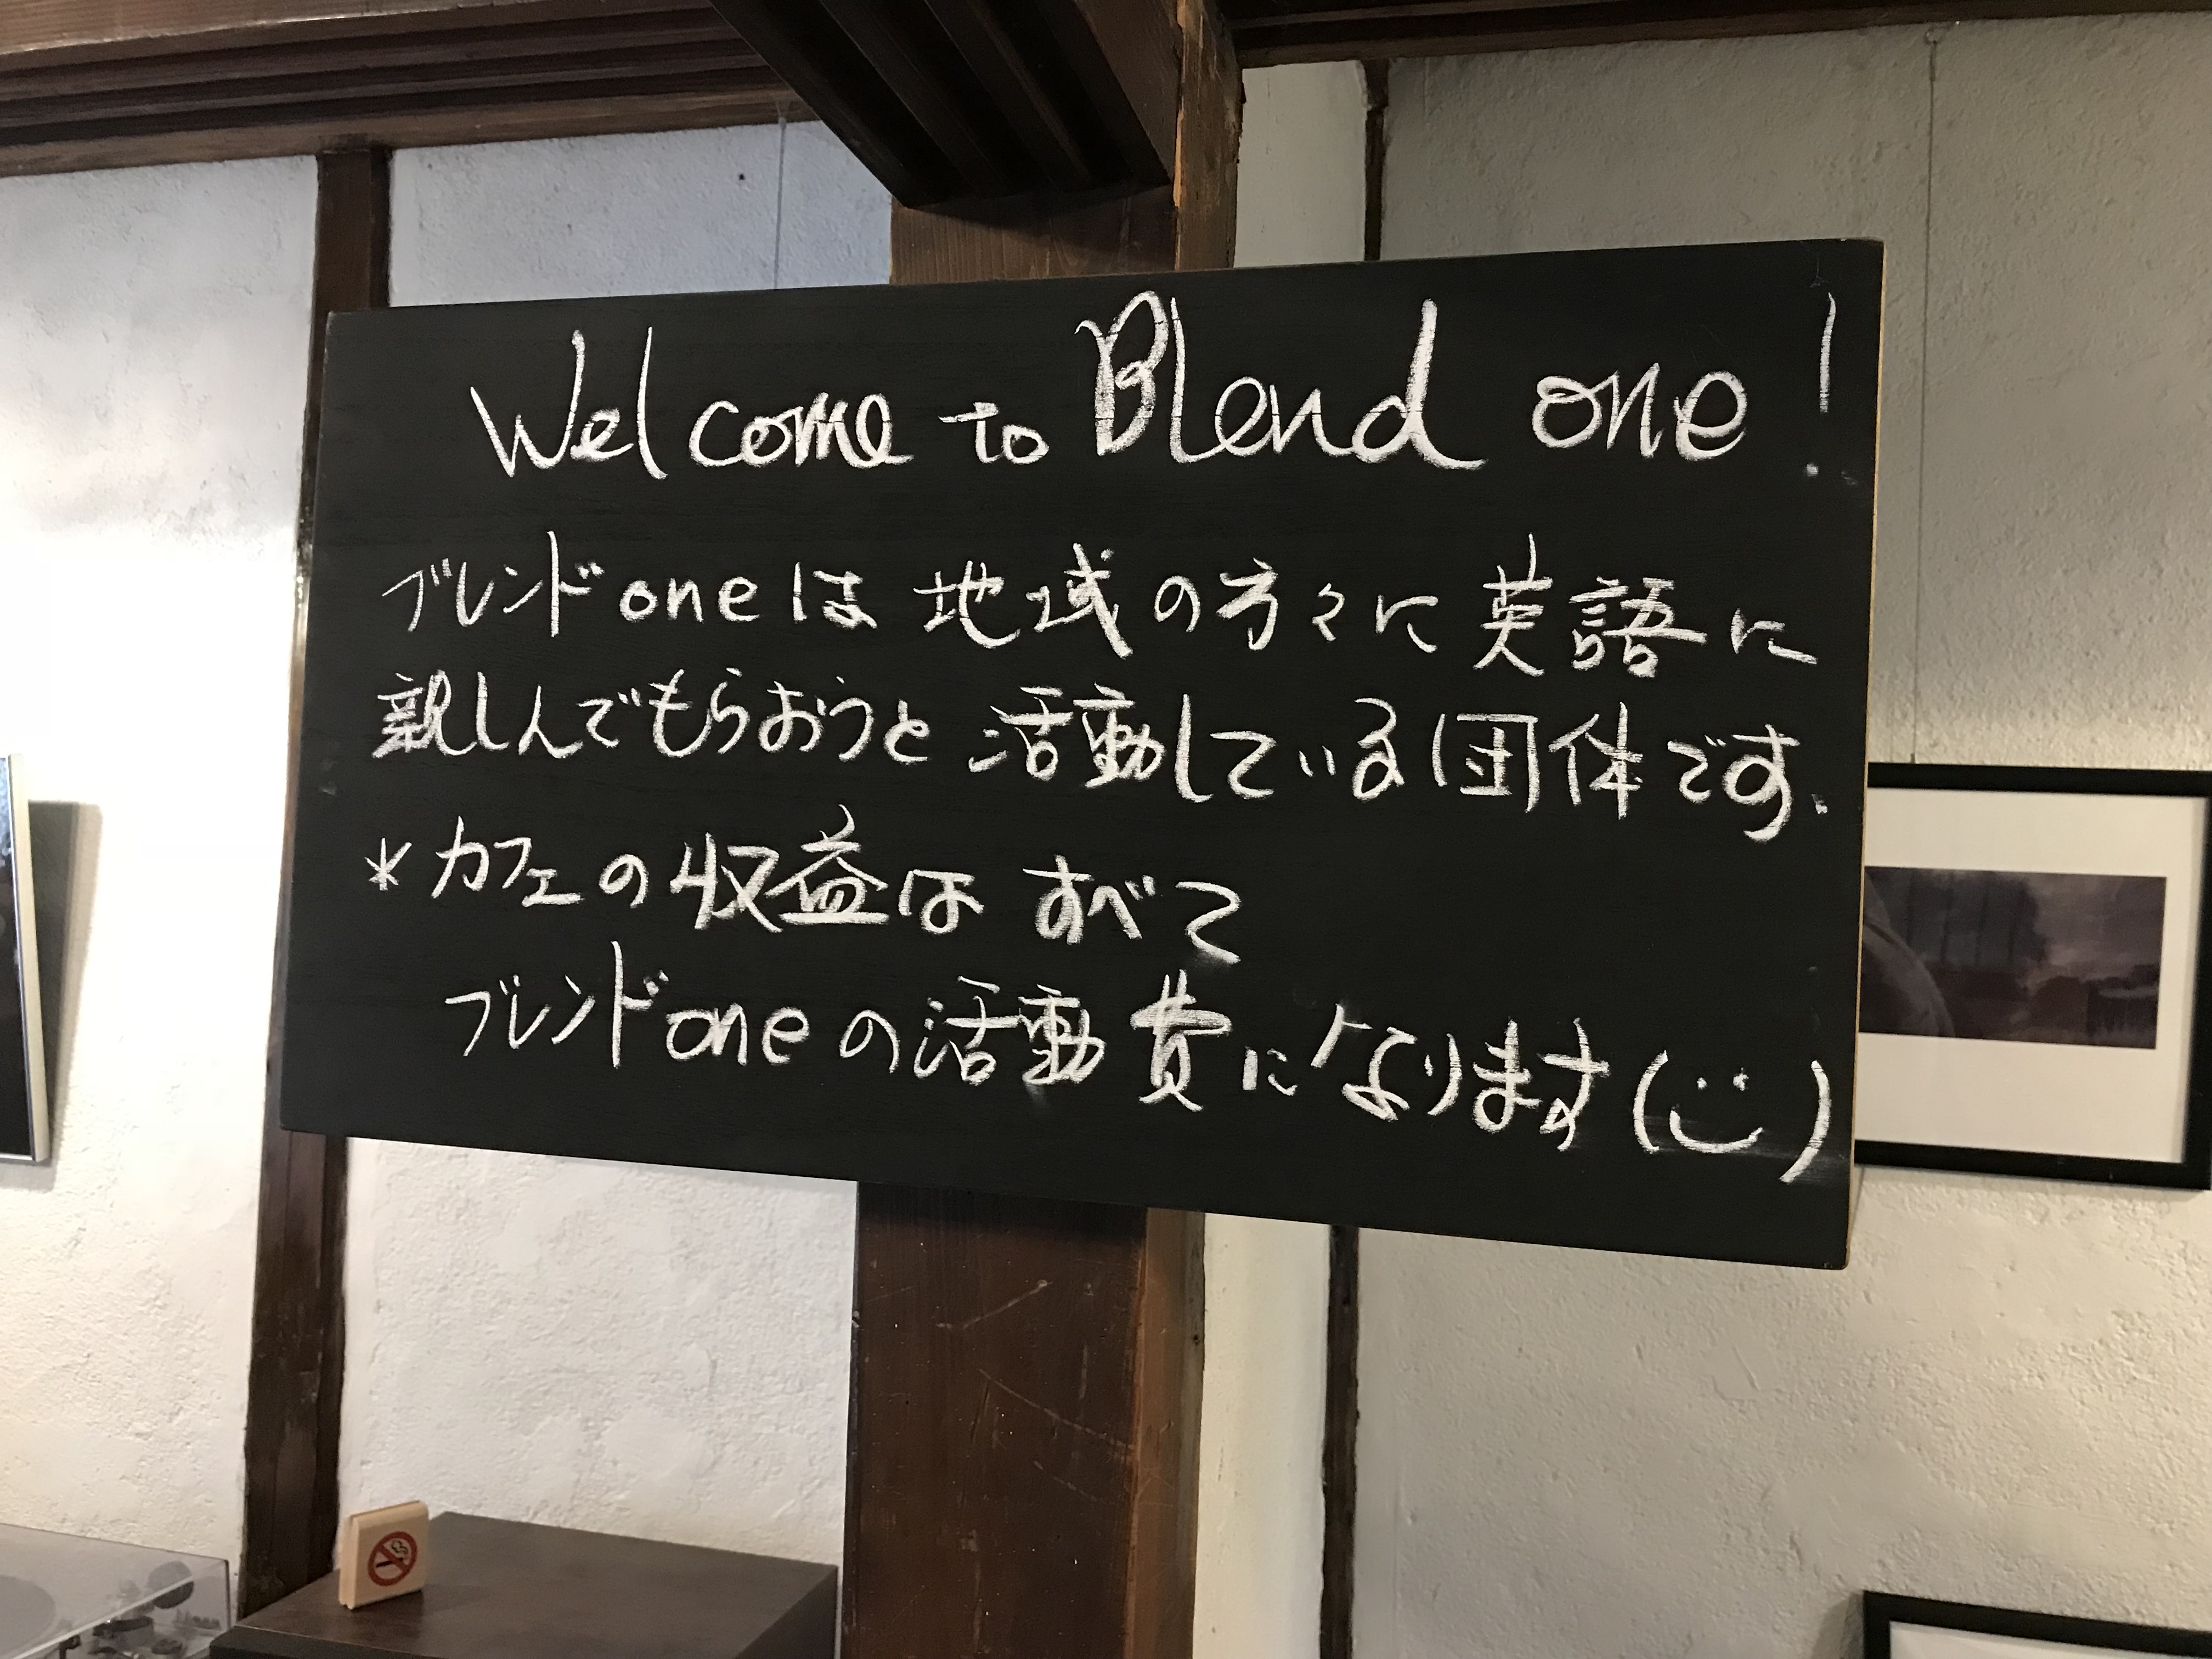 Welcome to Blend one!
ブレンドoneは地域の方々に英語に
親しんでもらおうと活動している団体です.
*カフェの収益はすべて
ブレンドoneの活動費になります(¨)